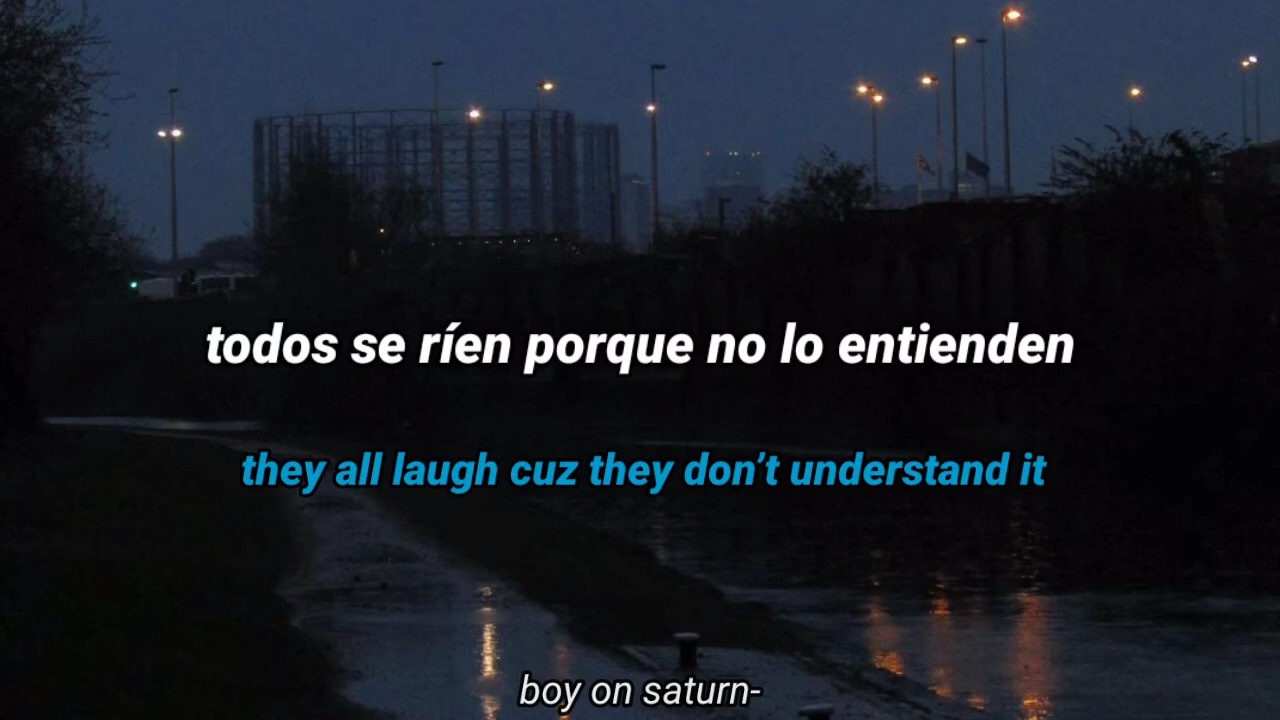 todos se ríen porque no lo entienden
they all laugh cuz they don’t understand it
boy on saturn-